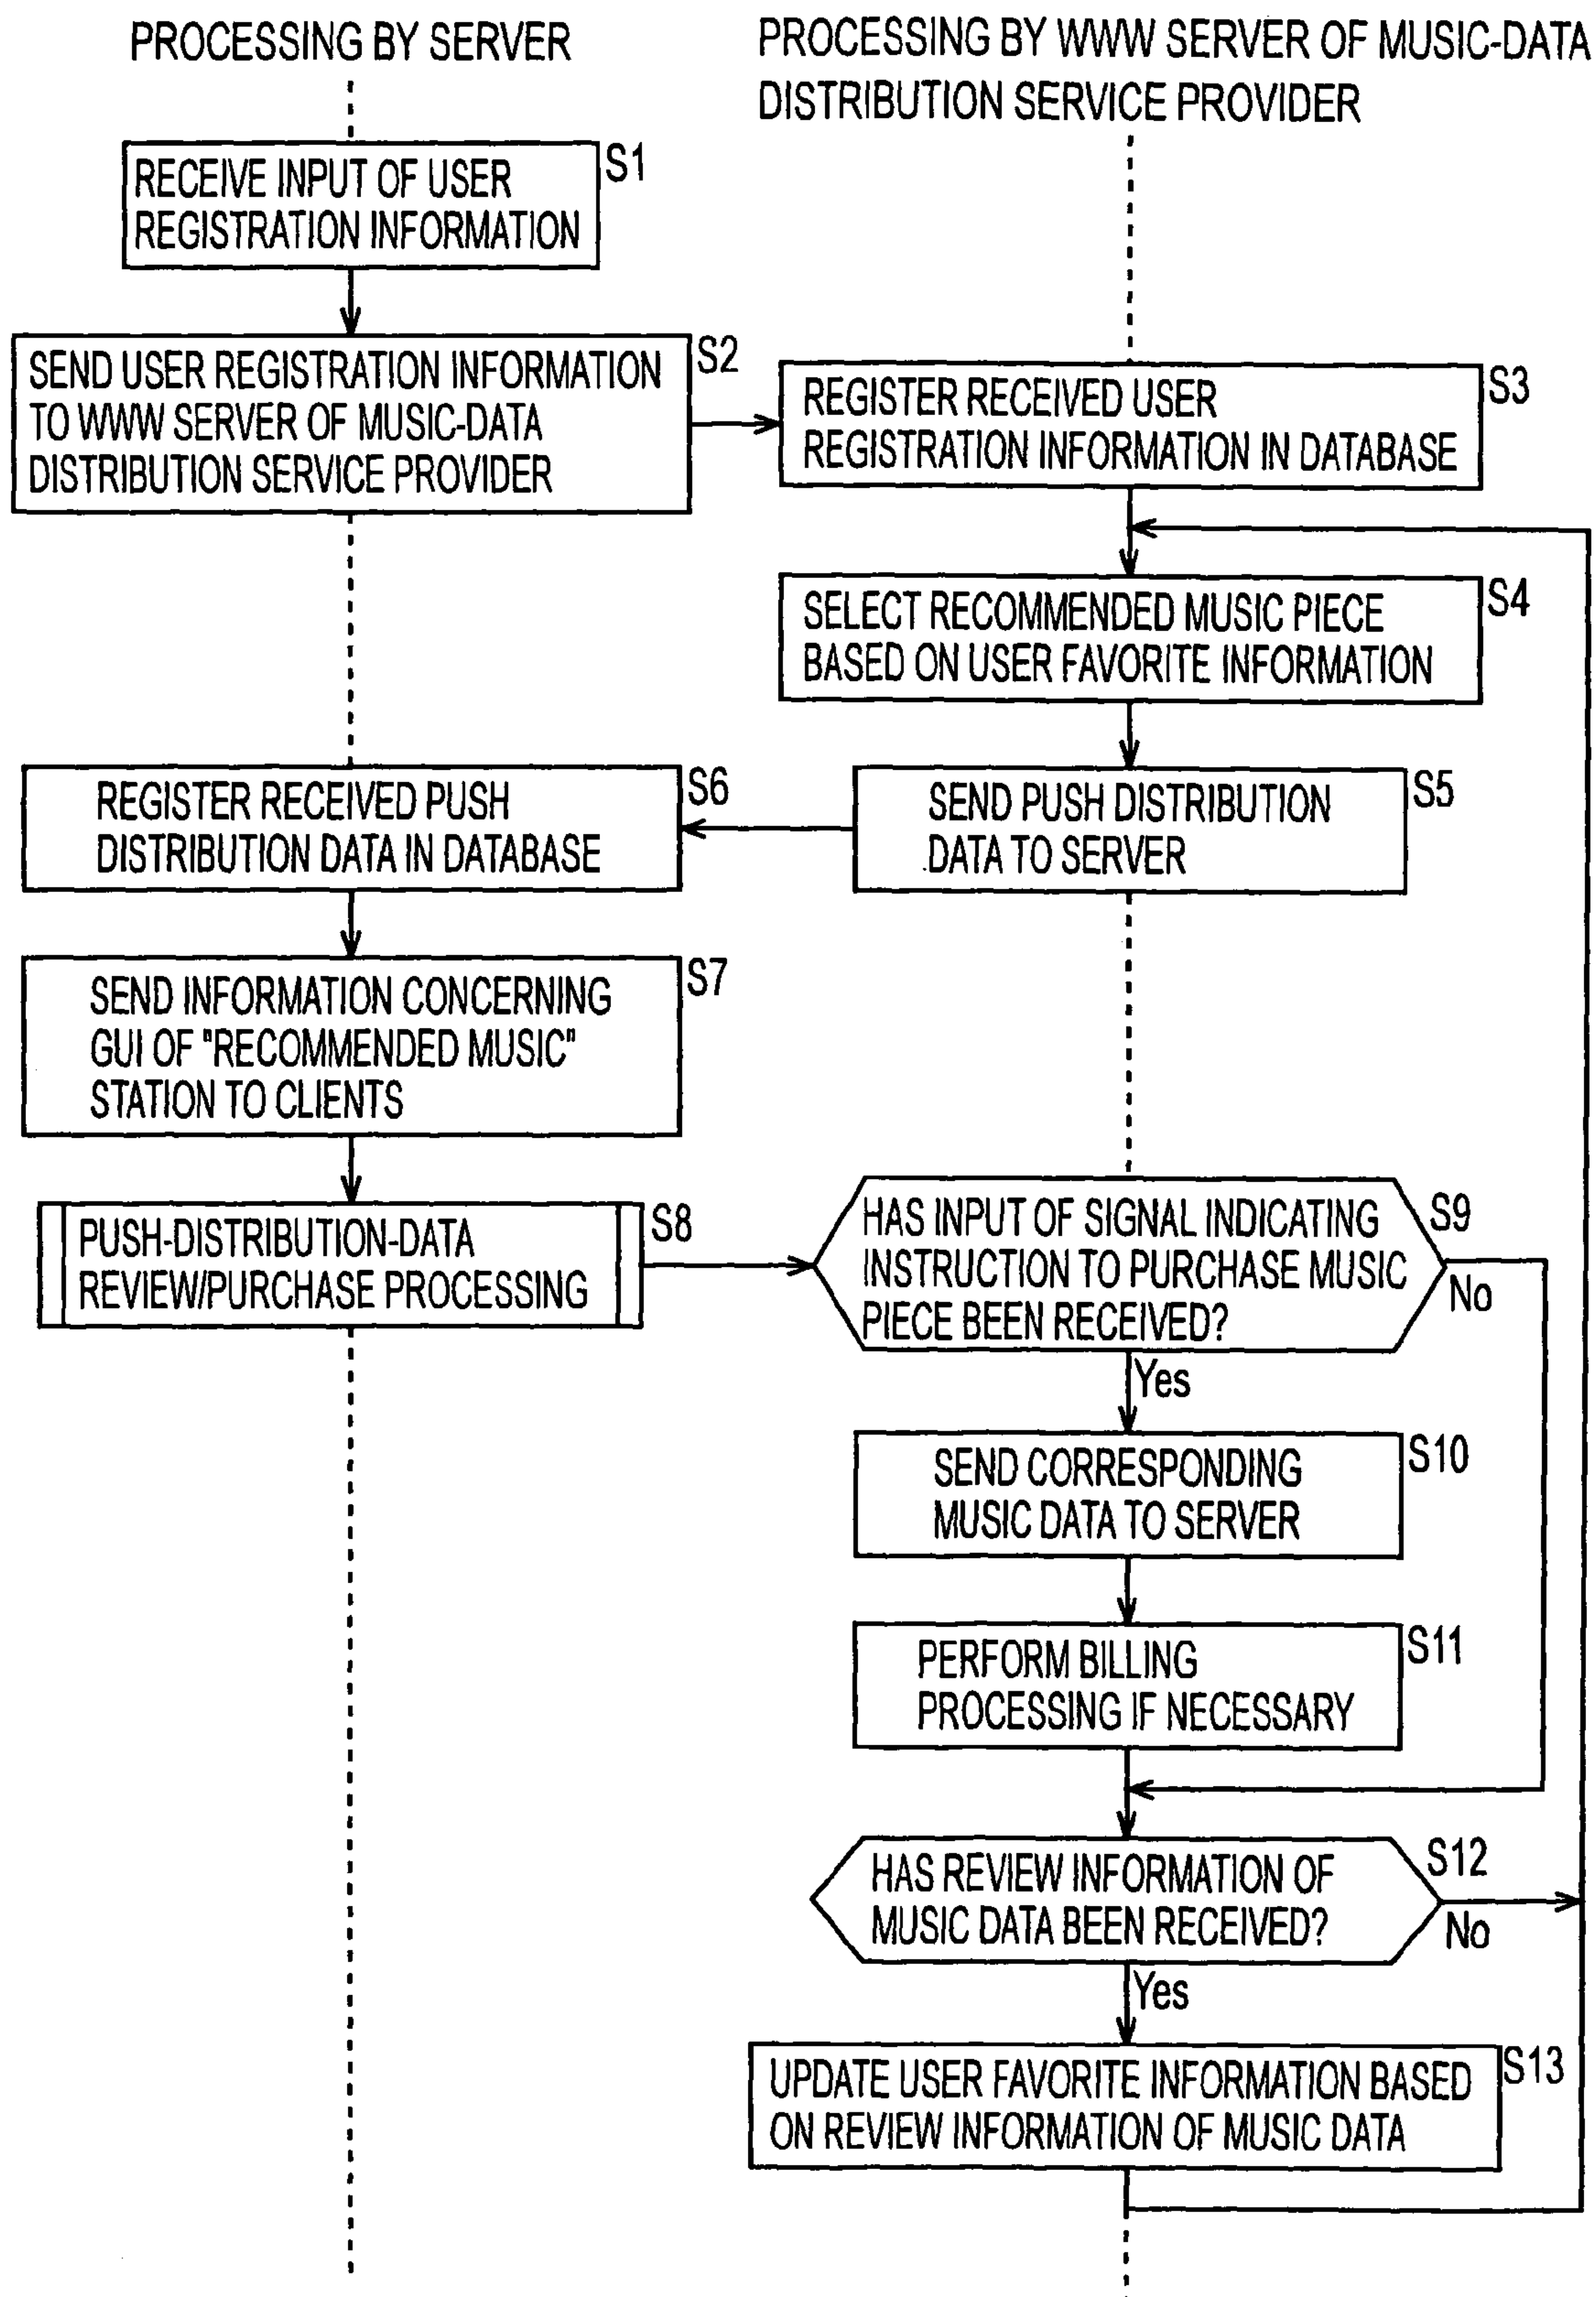 PROCESSING BY SERVER
PROCESSING BY WWW SERVER OF MUSIC-DATA
DISTRIBUTION SERVICE PROVIDER
RECEIVE INPUT OF USER
REGISTRATION INFORMATION
S1
SEND USER REGISTRATION INFORMATION
TO WWW SERVER OF MUSIC-DATA
DISTRIBUTION SERVICE PROVIDER
S2
REGISTER RECEIVED USER
REGISTRATION INFORMATION IN DATABASE
S3
SELECT RECOMMENDED MUSIC PIECE
BASED ON USER FAVORITE INFORMATION
S4
SEND PUSH DISTRIBUTION
DATA TO SERVER
S5
REGISTER RECEIVED PUSH
DISTRIBUTION DATA IN DATABASE
S6
SEND INFORMATION CONCERNING
GUI OF "RECOMMENDED MUSIC"
STATION TO CLIENTS
S7
PUSH-DISTRIBUTION-DATA
REVIEW/PURCHASE PROCESSING
S8
HAS INPUT OF SIGNAL INDICATING
INSTRUCTION TO PURCHASE MUSIC
PIECE BEEN RECEIVED?
S9
No
Yes
SEND CORRESPONDING
MUSIC DATA TO SERVER
S10
PERFORM BILLING
PROCESSING IF NECESSARY
S11
HAS REVIEW INFORMATION OF
MUSIC DATA BEEN RECEIVED?
S12
No
Yes
UPDATE USER FAVORITE INFORMATION BASED
ON REVIEW INFORMATION OF MUSIC DATA
S13